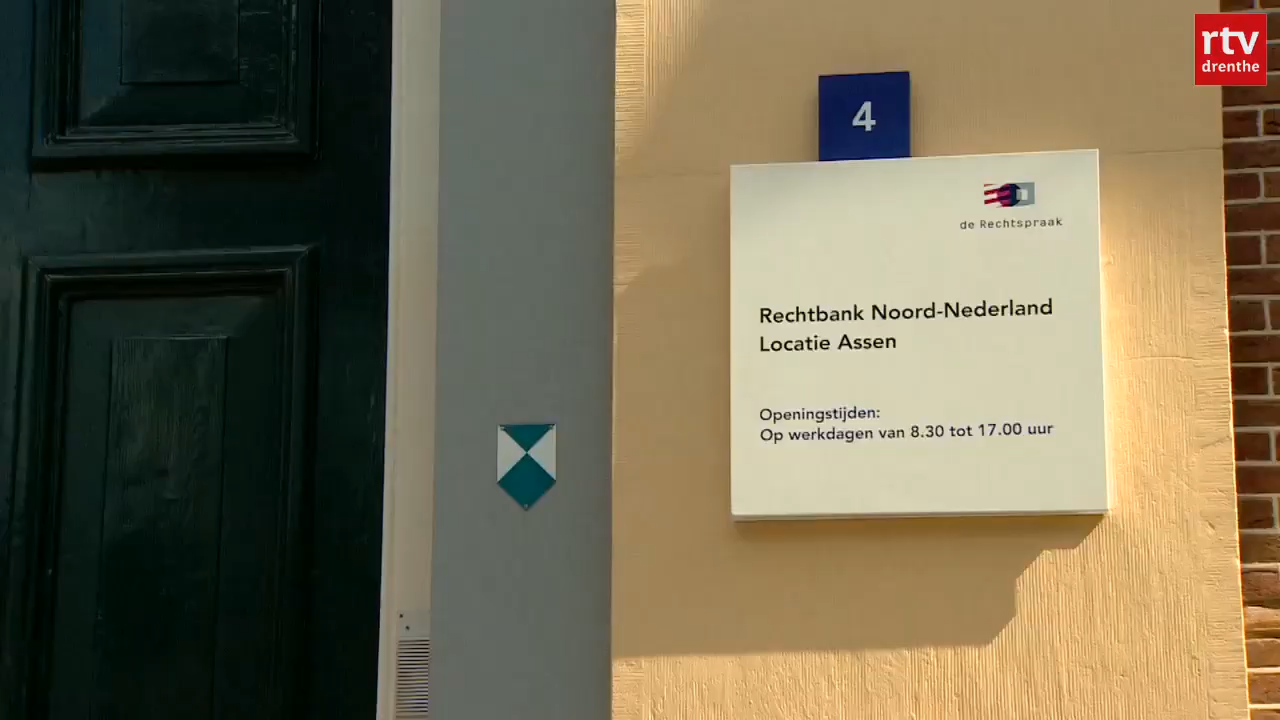 rtv
drenthe
4
de Rechtspraak
Rechtbank Noord-Nederland
Locatie Assen
Openingstijden:
Op werkdagen van 8.30 tot 17.00 uur